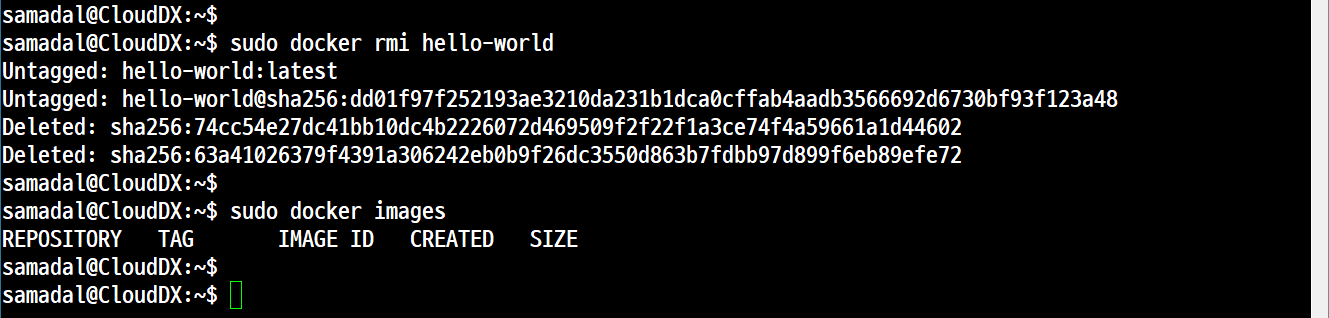 samadal@CloudDX:~$
samadal@CloudDX:~$ sudo docker rmi hello-world
Untagged: hello-world:latest
Untagged: hello-world@sha256:dd01f97f252193ae3210da231b1dca0cffab4aadb3566692d6730bf93f123a48
Deleted: sha256:74cc54e27dc41bb10dc4b2226072d469509f2f22f1a3ce74f4a59661a1d44602
Deleted: sha256:63a41026379f4391a306242eb0b9f26dc3550d863b7fdbb97d899f6eb89efe72
samadal@CloudDX:~$
samadal@CloudDX:~$ sudo docker images
REPOSITORY   TAG       IMAGE ID   CREATED   SIZE
samadal@CloudDX:~$
samadal@CloudDX:~$